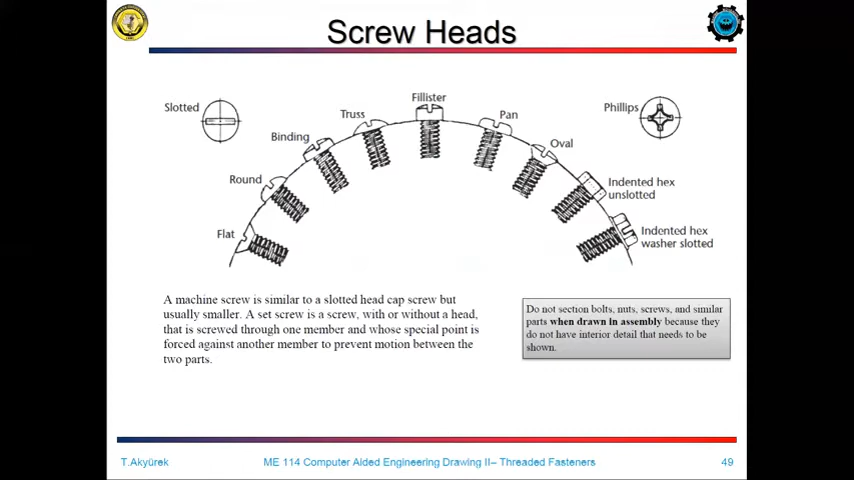 Screw Heads
Slotted
Fillister
Phillips
Truss
Pan
Binding
Oval
Round
Indented hex
unslotted
Flat
Indented hex
washer slotted
A machine screw is similar to a slotted head cap screw but
usually smaller. A set screw is a screw, with or without a head,
that is screwed through one member and whose special point is
forced against another member to prevent motion between the
two parts.
Do not section bolts, nuts, screws, and similar
parts when drawn in assembly because they
do not have interior detail that needs to be
shown.
T.Akyürek
ME 114 Computer Aided Engineering Drawing II– Threaded Fasteners
49